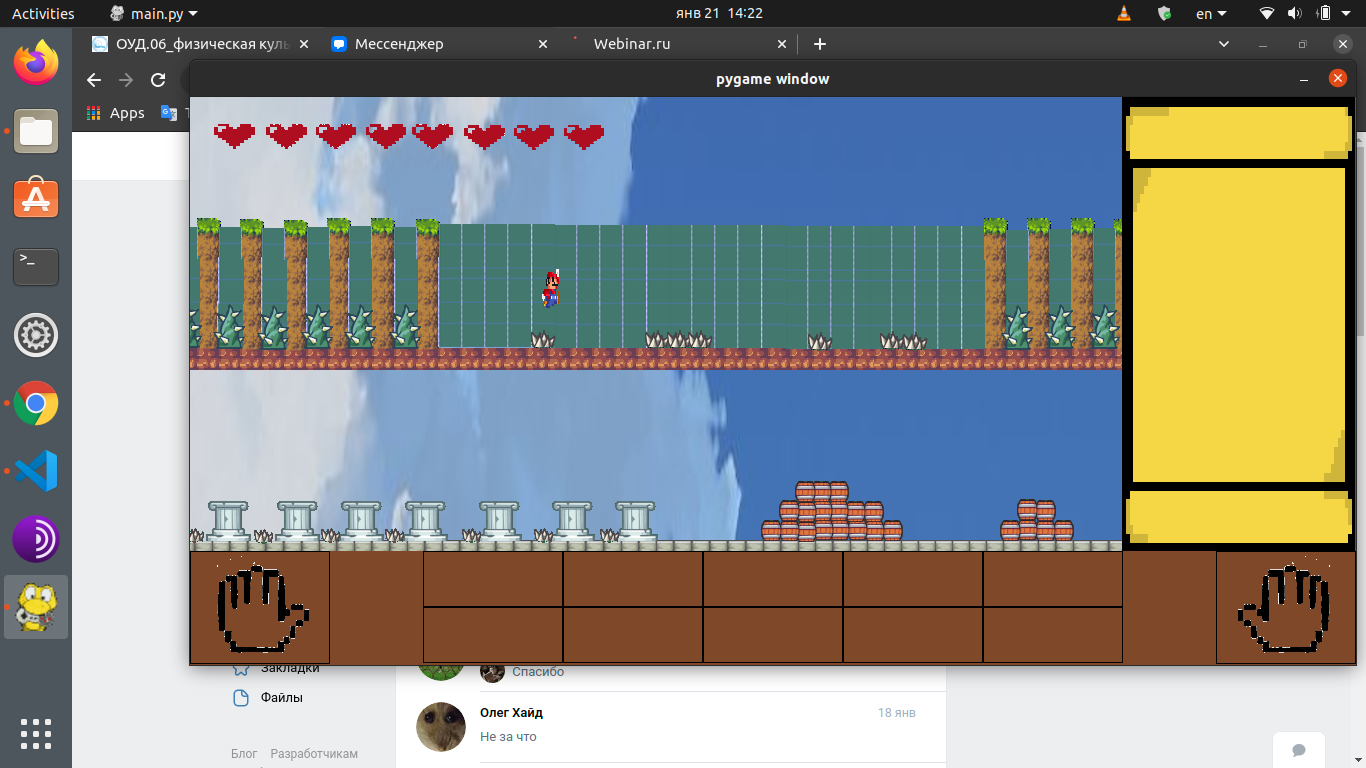 Activities main.py янв 21 14:22 en
ОУД.06_физическая куль Мессенджер Webinar.ru
pygame window
Apps
>_
Закладки
Спасибо
Файлы
Олег Хайд 18 янв
Не за что
Блог Разработчикам